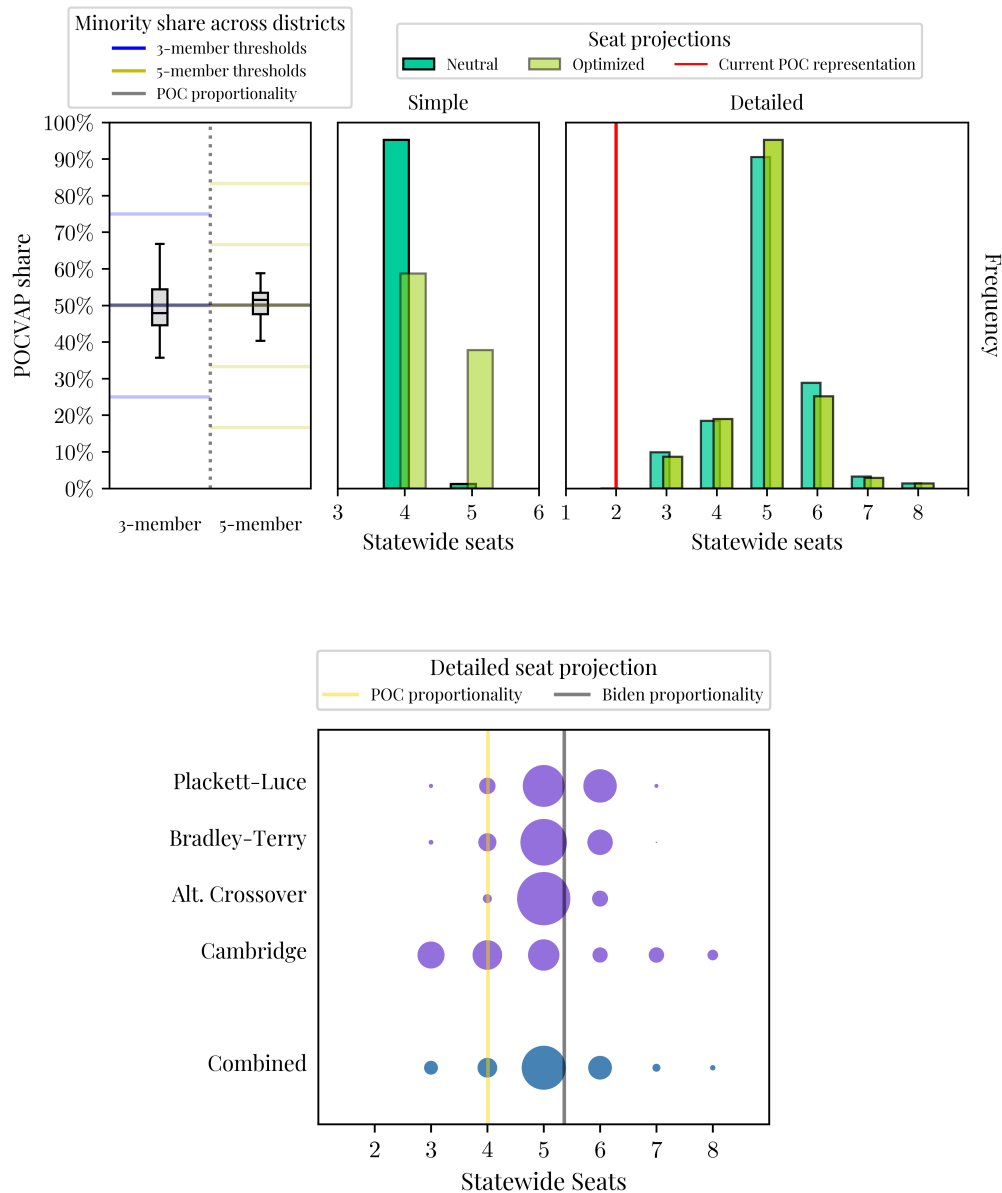 Minority share across districts
3-member thresholds
5-member thresholds
POC proportionality
Seat projections
Neutral
Optimized
Current POC representation
Simple
Detailed
100%
90%
80%
70%
60%
50%
40%
30%
20%
10%
0%
POCVAP share
3-member
5-member
3 4 5 6
Statewide seats
1 2 3 4 5 6 7 8
Statewide seats
Frequency
Detailed seat projection
POC proportionality
Biden proportionality
Plackett-Luce
Bradley-Terry
Alt. Crossover
Cambridge
Combined
2 3 4 5 6 7 8
Statewide Seats